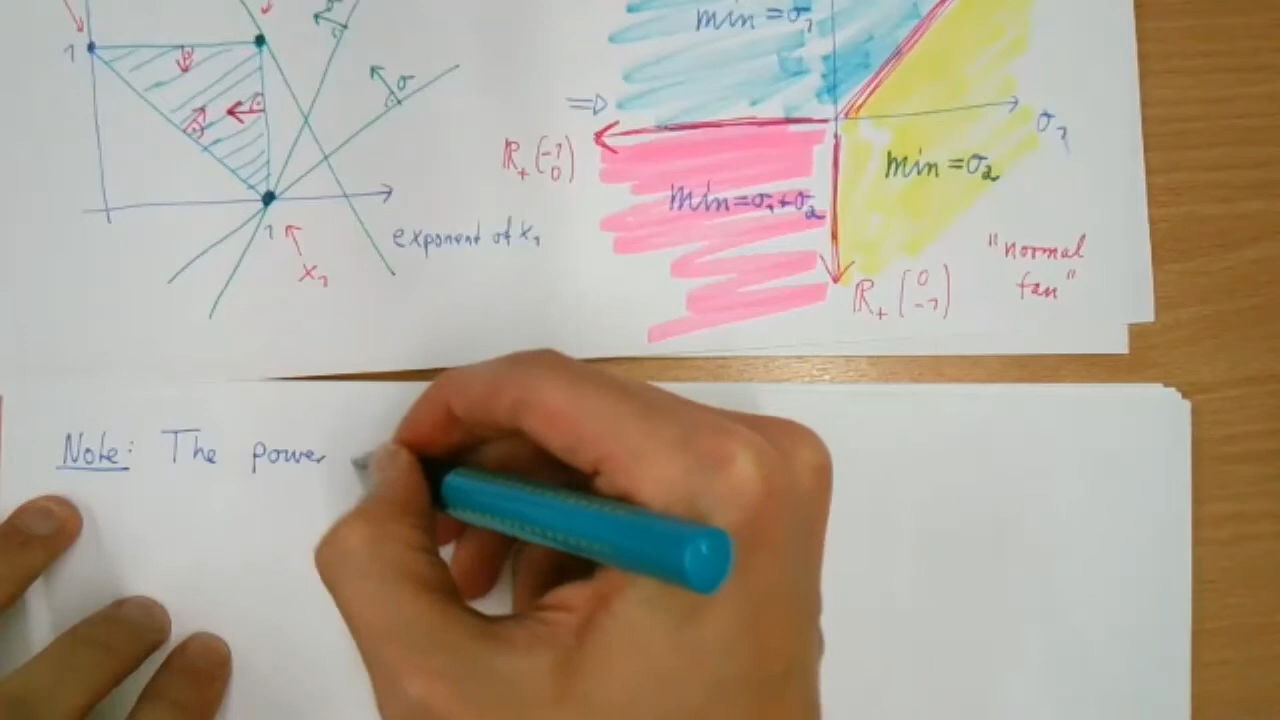 1
σ
exponent of x₁
1
x₁
⇒
min = σ₁
σ₁
min = σ₂
ℝ₊ (-1 0)
min = σ₁ + σ₂
ℝ₊ (0 -1)
"normal
fan"
Note: The power